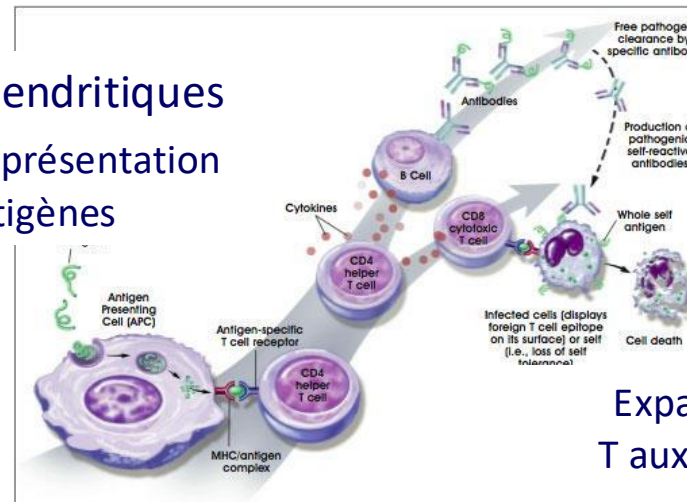 endritiques
présentation
tigènes
Free pathoge
clearance by
specific antibo
Antibodies
Production o
pathogenic
self-reactive
antibodies
B Cell
Cytokines
CD8
cytotoxic
T cell
Whole self
antigen
CD4
helper
T cell
Antigen
Presenting
Cell (APC)
Antigen-specific
T cell receptor
Infected cells (displays
foreign T cell epitope
on its surface) or self
(i.e., loss of self
tolerance)
Cell death
CD4
helper
T cell
MHC/antigen
complex
Expa
T aux